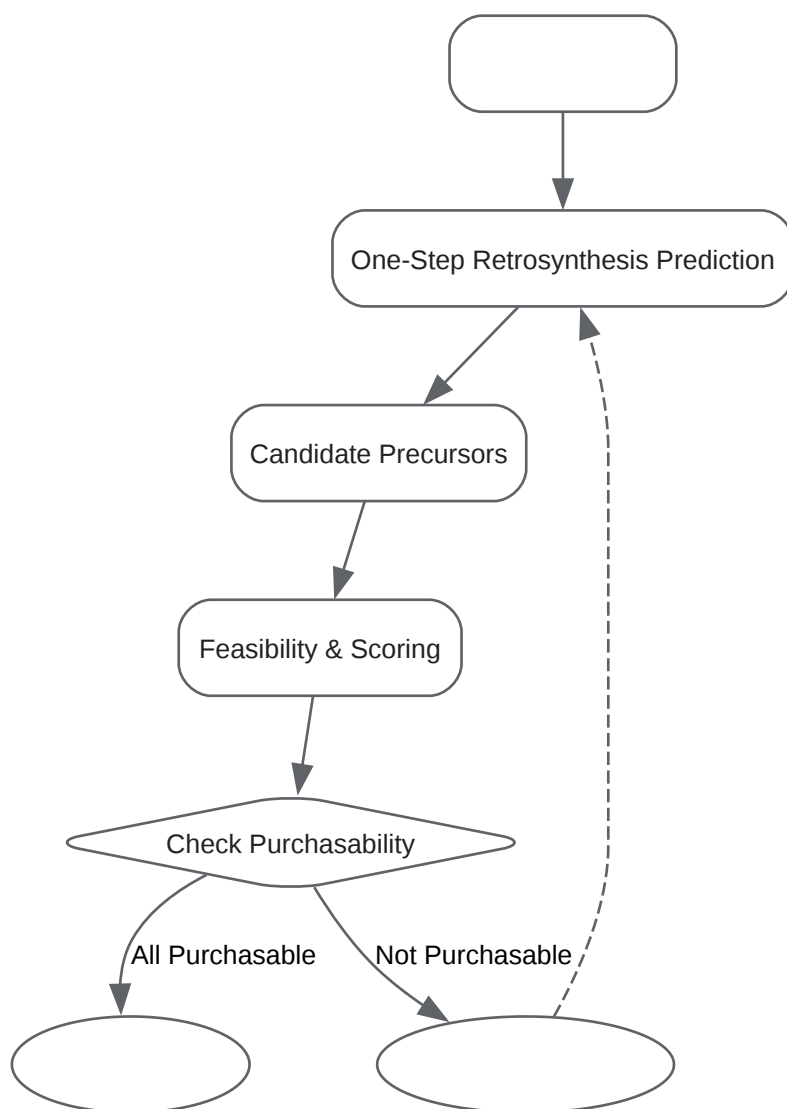 One-Step Retrosynthesis Prediction
Candidate Precursors
Feasibility & Scoring
Check Purchasability
All Purchasable
Not Purchasable